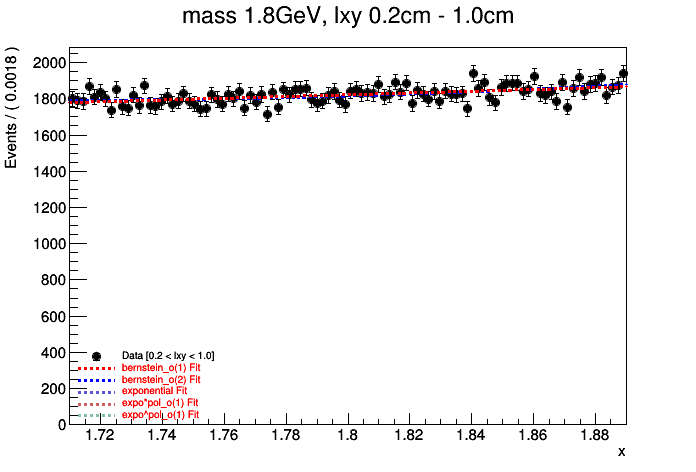 mass 1.8GeV, lxy 0.2cm - 1.0cm
Events / ( 0.0018 )
2000
1800
1600
1400
1200
1000
800
600
400
200
0
Data [0.2 < lxy < 1.0]
bernstein_o(1) Fit
bernstein_o(2) Fit
exponential Fit
expo*pol_o(1) Fit
expo^pol_o(1) Fit
1.72 1.74 1.76 1.78 1.8 1.82 1.84 1.86 1.88
x